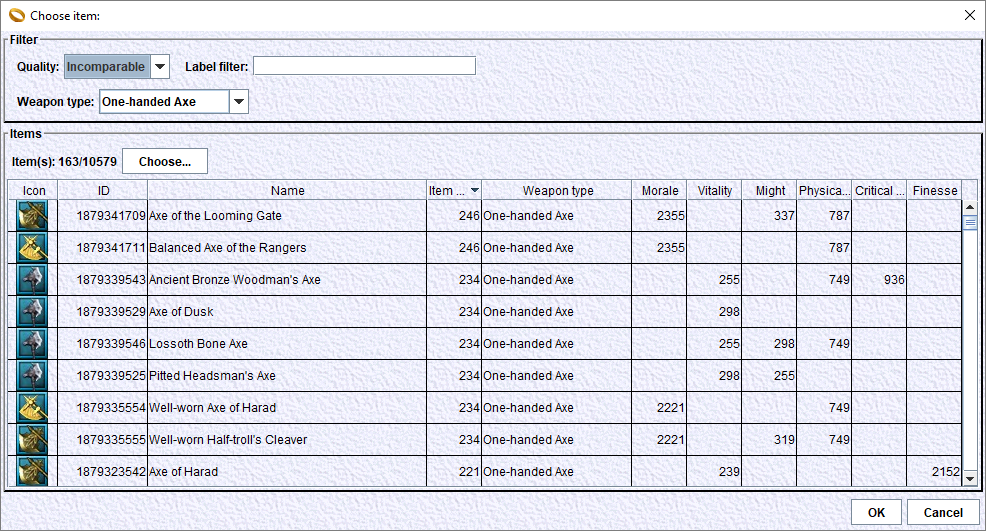 Choose item:
Filter
Quality: Incomparable Label filter:
Weapon type: One-handed Axe
Items
Item(s): 163/10579 Choose...
Icon ID Name Item ... Weapon type Morale Vitality Might Physica... Critical ... Finesse
1879341709 Axe of the Looming Gate 246 One-handed Axe 2355 337 787
1879341711 Balanced Axe of the Rangers 246 One-handed Axe 2355 787
1879339543 Ancient Bronze Woodman's Axe 234 One-handed Axe 255 749 936
1879339529 Axe of Dusk 234 One-handed Axe 298
1879339546 Lossoth Bone Axe 234 One-handed Axe 255 298 749
1879339525 Pitted Headsman's Axe 234 One-handed Axe 298 255
1879335554 Well-worn Axe of Harad 234 One-handed Axe 2221 749
1879335555 Well-worn Half-troll's Cleaver 234 One-handed Axe 2221 319 749
1879323542 Axe of Harad 221 One-handed Axe 239 2152
OK Cancel